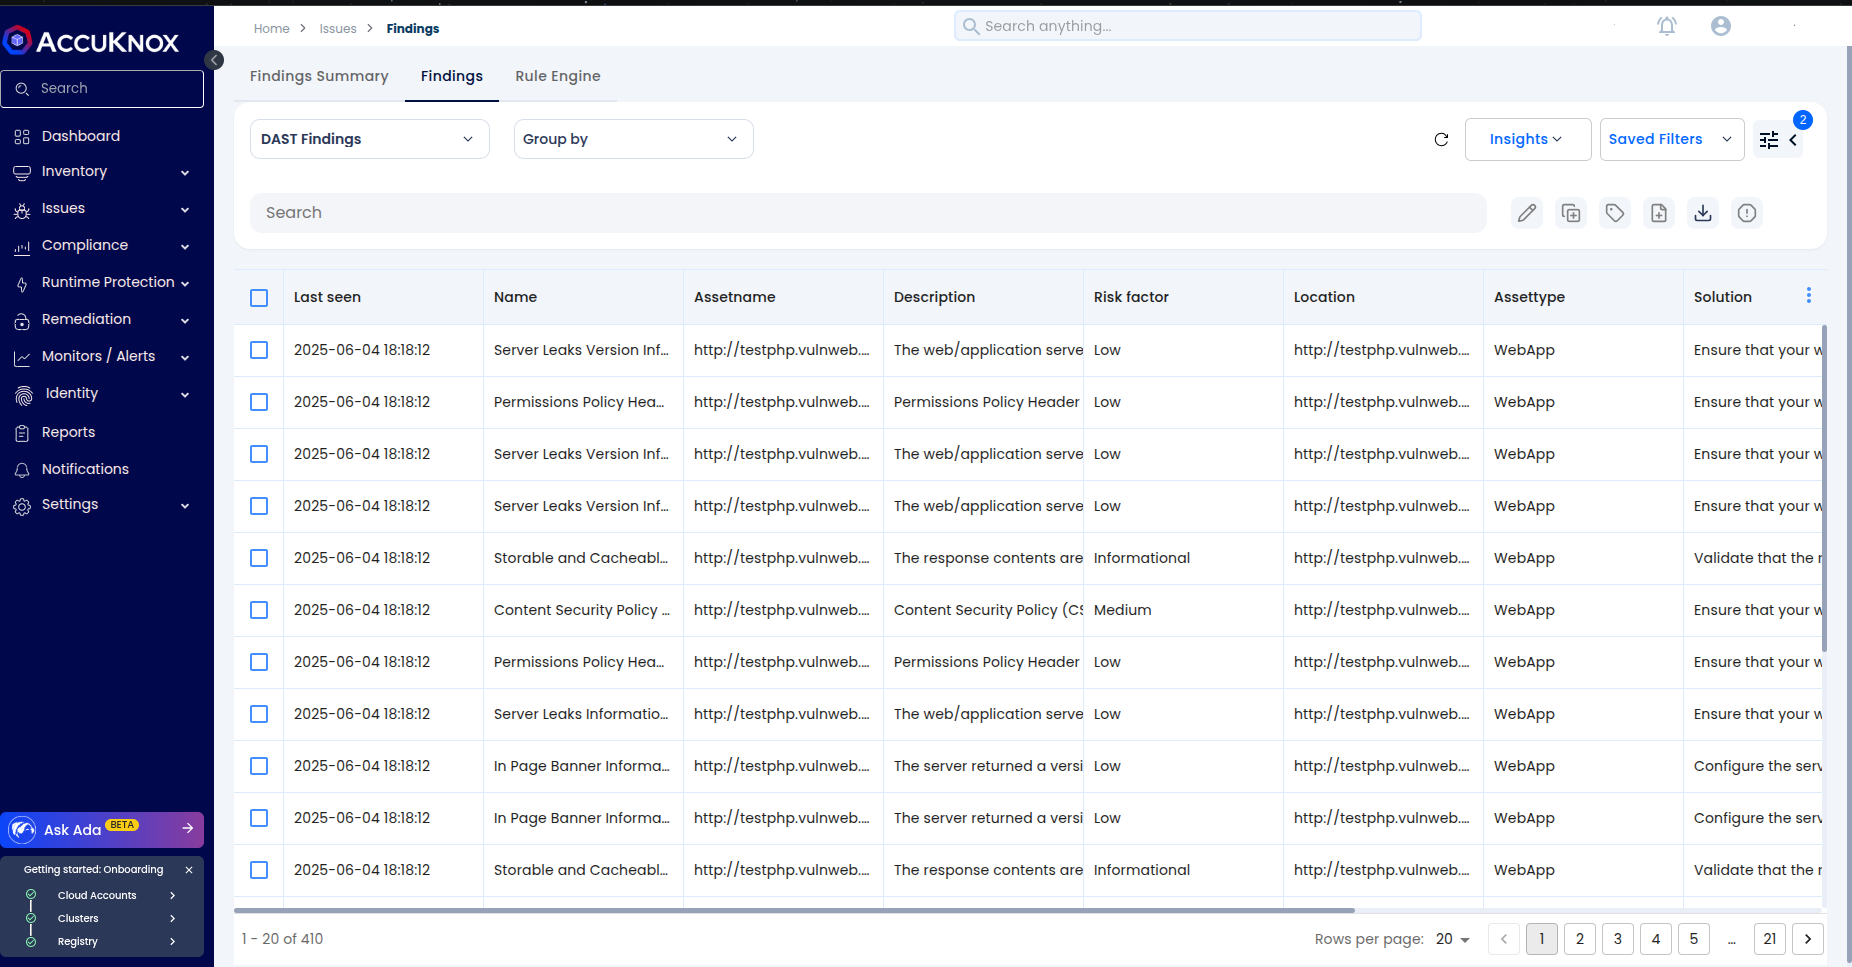 Home > Issues > Findings
Search anything...
ACCUKNOX
Search
Dashboard
Inventory
Issues
Compliance
Runtime Protection
Remediation
Monitors / Alerts
Identity
Reports
Notifications
Settings
Ask Ada BETA
Getting started: Onboarding
Cloud Accounts
Clusters
Registry
Findings Summary Findings Rule Engine
DAST Findings Group by Insights Saved Filters 2
Search
Last seen Name Assetname Description Risk factor Location Assettype Solution
2025-06-04 18:18:12 Server Leaks Version Inf... http://testphp.vulnweb.... The web/application serve Low http://testphp.vulnweb.... WebApp Ensure that your w
2025-06-04 18:18:12 Permissions Policy Hea... http://testphp.vulnweb.... Permissions Policy Header Low http://testphp.vulnweb.... WebApp Ensure that your w
2025-06-04 18:18:12 Server Leaks Version Inf... http://testphp.vulnweb.... The web/application serve Low http://testphp.vulnweb.... WebApp Ensure that your w
2025-06-04 18:18:12 Server Leaks Version Inf... http://testphp.vulnweb.... The web/application serve Low http://testphp.vulnweb.... WebApp Ensure that your w
2025-06-04 18:18:12 Storable and Cacheabl... http://testphp.vulnweb.... The response contents are Informational http://testphp.vulnweb.... WebApp Validate that the r
2025-06-04 18:18:12 Content Security Policy ... http://testphp.vulnweb.... Content Security Policy (CS Medium http://testphp.vulnweb.... WebApp Ensure that your w
2025-06-04 18:18:12 Permissions Policy Hea... http://testphp.vulnweb.... Permissions Policy Header Low http://testphp.vulnweb.... WebApp Ensure that your w
2025-06-04 18:18:12 Server Leaks Informatio... http://testphp.vulnweb.... The web/application serve Low http://testphp.vulnweb.... WebApp Ensure that your w
2025-06-04 18:18:12 In Page Banner Informa... http://testphp.vulnweb.... The server returned a versi Low http://testphp.vulnweb.... WebApp Configure the serv
2025-06-04 18:18:12 In Page Banner Informa... http://testphp.vulnweb.... The server returned a versi Low http://testphp.vulnweb.... WebApp Configure the serv
2025-06-04 18:18:12 Storable and Cacheabl... http://testphp.vulnweb.... The response contents are Informational http://testphp.vulnweb.... WebApp Validate that the r
1 - 20 of 410 Rows per page: 20 < 1 2 3 4 5 ... 21 >